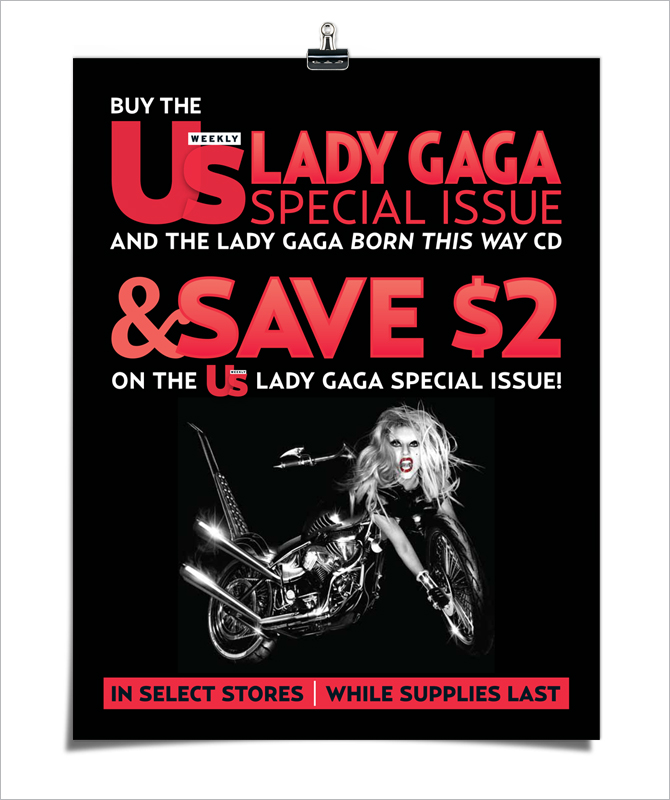 BUY THE
Us WEEKLY LADY GAGA
SPECIAL ISSUE
AND THE LADY GAGA BORN THIS WAY CD
& SAVE $2
ON THE Us WEEKLY LADY GAGA SPECIAL ISSUE!
IN SELECT STORES | WHILE SUPPLIES LAST